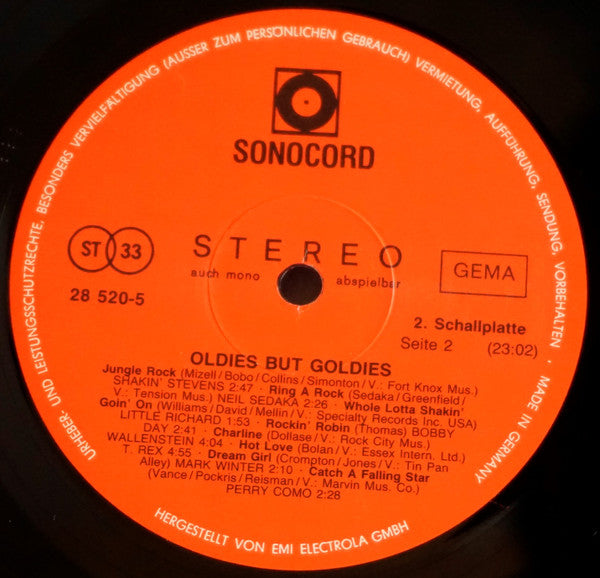 URHEBER- UND LEISTUNGSSCHUTZRECHTE, BESONDERS VERVIELFÄLTIGUNG (AUSSER ZUM PERSÖNLICHEN GEBRAUCH) VERMIETUNG, AUFFÜHRUNG, SENDUNG, VORBEHALTEN · MADE IN GERMANY
SONOCORD
ST 33
STEREO
GEMA
auch mono abspielbar
28 520-5
2. Schallplatte
Seite 2 (23:02)
OLDIES BUT GOLDIES
Jungle Rock (Mizell/Bobo/Collins/Simonton/V.: Fort Knox Mus.)
SHAKIN' STEVENS 2:47 · Ring A Rock (Sedaka/Greenfield/
V.: Tension Mus.) NEIL SEDAKA 2:26 · Whole Lotta Shakin'
Goin' On (Williams/David/Mellin/V.: Specialty Records Inc. USA)
LITTLE RICHARD 1:53 · Rockin' Robin (Thomas) BOBBY
DAY 2:41 · Charline (Dollase/V.: Rock City Mus.)
WALLENSTEIN 4:04 · Hot Love (Bolan/V.: Essex Intern. Ltd.)
T. REX 4:55 · Dream Girl (Crompton/Jones/V.: Tin Pan
Alley) MARK WINTER 2:10 · Catch A Falling Star
(Vance/Pockris/Reisman/V.: Marvin Mus. Co.)
PERRY COMO 2:28
HERGESTELLT VON EMI ELECTROLA GMBH